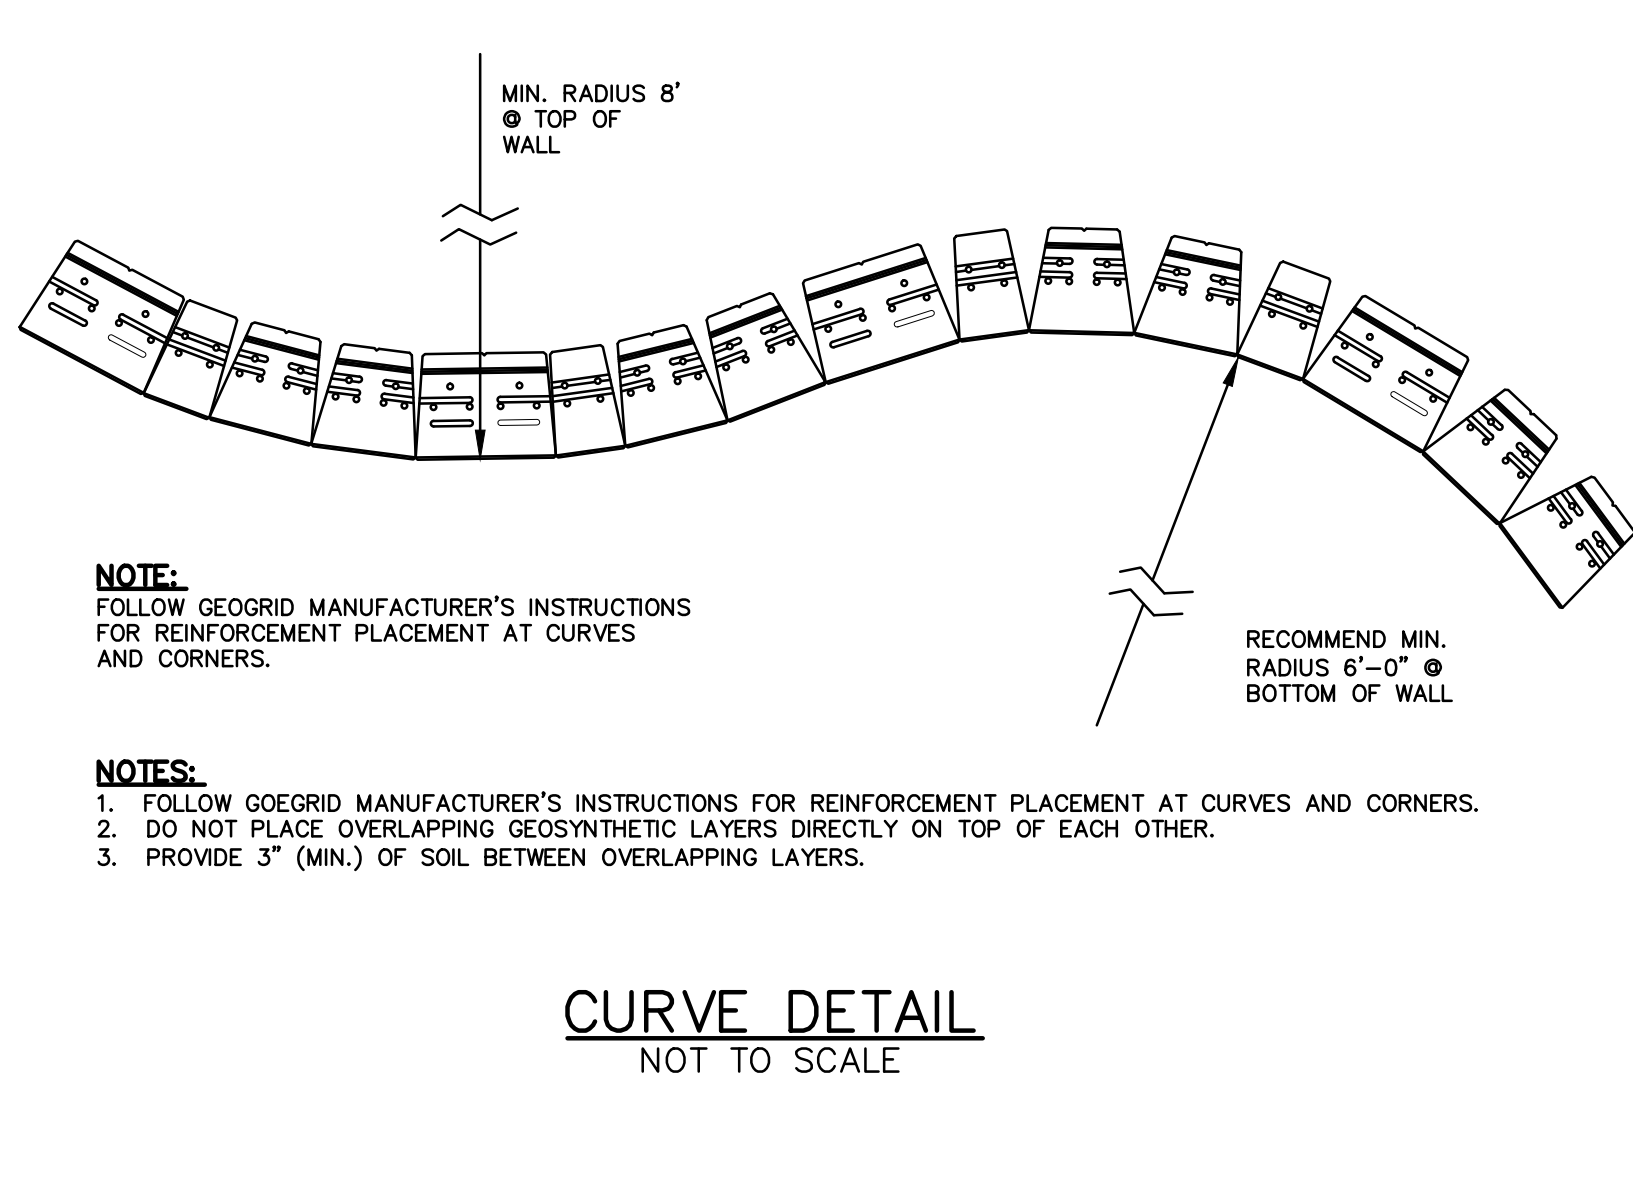 MIN. RADIUS 8'
@ TOP OF
WALL
NOTE:
FOLLOW GEOGRID MANUFACTURER'S INSTRUCTIONS
FOR REINFORCEMENT PLACEMENT AT CURVES
AND CORNERS.
RECOMMEND MIN.
RADIUS 6'-0" @
BOTTOM OF WALL
NOTES:
1. FOLLOW GOEGRID MANUFACTURER'S INSTRUCTIONS FOR REINFORCEMENT PLACEMENT AT CURVES AND CORNERS.
2. DO NOT PLACE OVERLAPPING GEOSYNTHETIC LAYERS DIRECTLY ON TOP OF EACH OTHER.
3. PROVIDE 3" (MIN.) OF SOIL BETWEEN OVERLAPPING LAYERS.
CURVE DETAIL
NOT TO SCALE